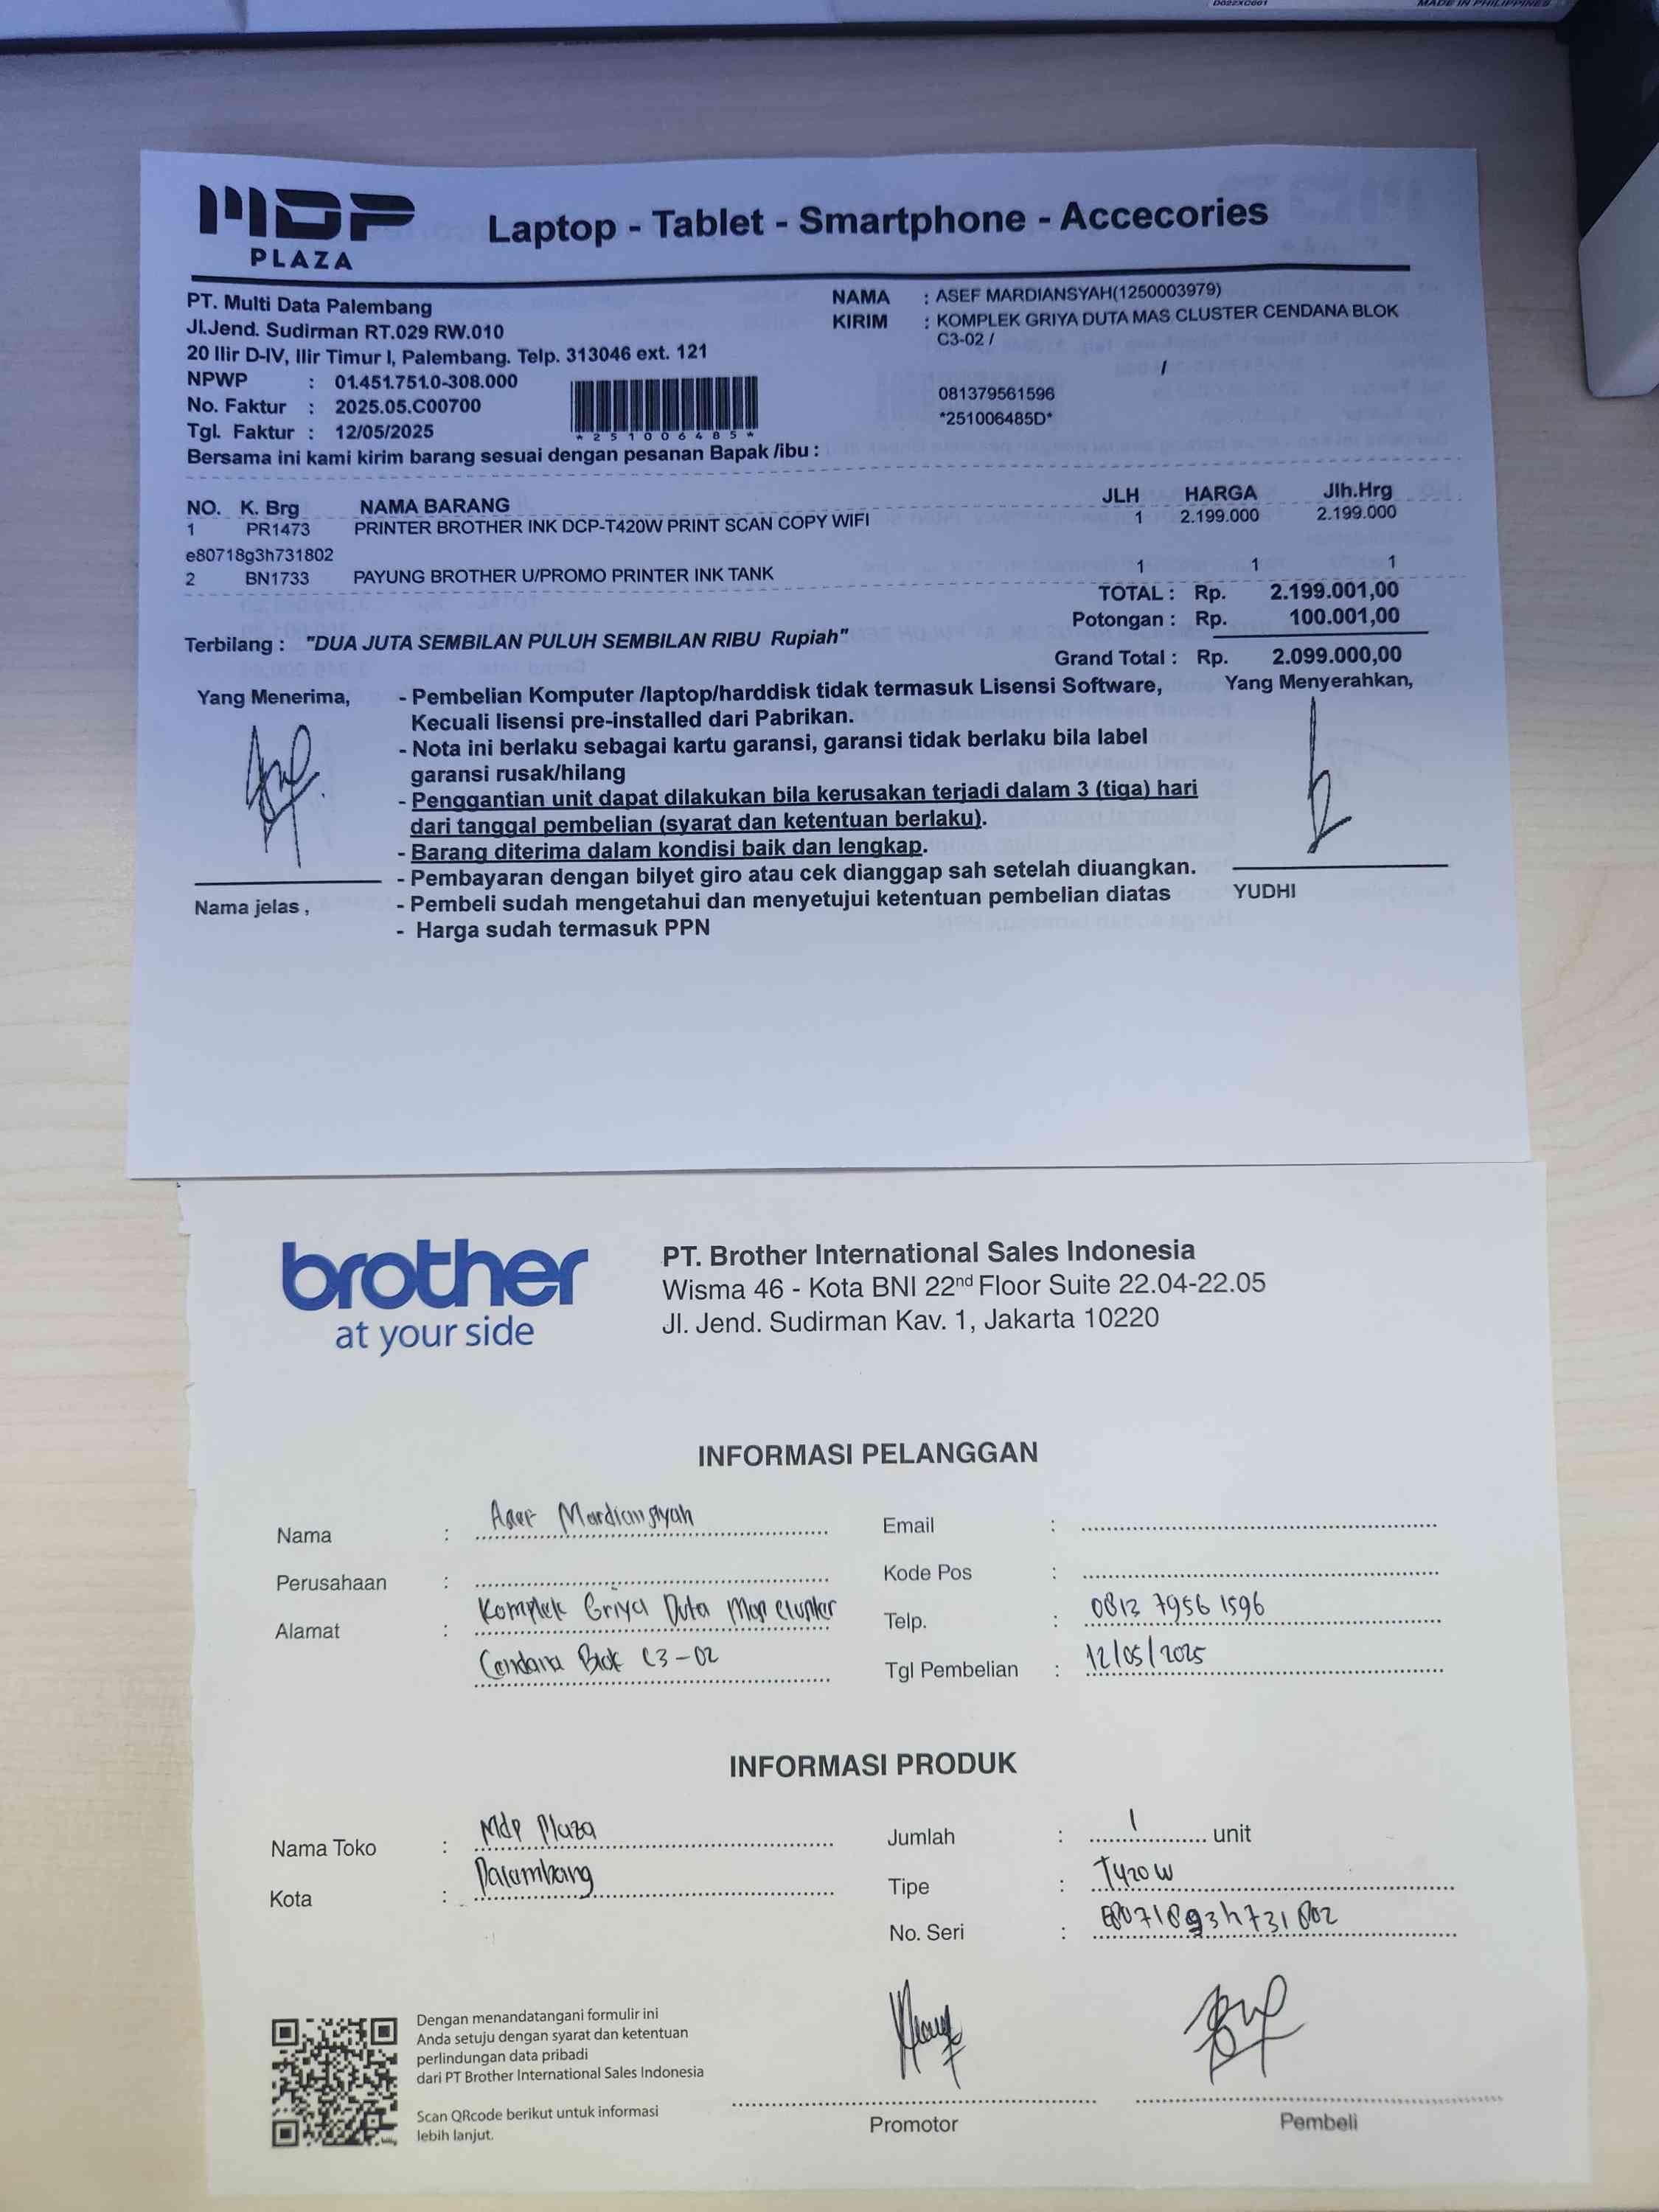 D022XC001
MADE IN PHILIPPINES
MDP
PLAZA
Laptop - Tablet - Smartphone - Accecories
PT. Multi Data Palembang
Jl.Jend. Sudirman RT.029 RW.010
20 Ilir D-IV, Ilir Timur I, Palembang. Telp. 313046 ext. 121
NPWP : 01.451.751.0-308.000
No. Faktur : 2025.05.C00700
Tgl. Faktur : 12/05/2025
*251006485*
NAMA : ASEF MARDIANSYAH(1250003979)
KIRIM : KOMPLEK GRIYA DUTA MAS CLUSTER CENDANA BLOK
C3-02 /
/
081379561596
*251006485D*
Bersama ini kami kirim barang sesuai dengan pesanan Bapak /ibu :
NO. K. Brg NAMA BARANG JLH HARGA Jlh.Hrg
1 PR1473 PRINTER BROTHER INK DCP-T420W PRINT SCAN COPY WIFI 1 2.199.000 2.199.000
e80718g3h731802
2 BN1733 PAYUNG BROTHER U/PROMO PRINTER INK TANK 1 1 1
TOTAL : Rp. 2.199.001,00
Potongan : Rp. 100.001,00
Terbilang : "DUA JUTA SEMBILAN PULUH SEMBILAN RIBU Rupiah"
Grand Total : Rp. 2.099.000,00
Yang Menerima,
- Pembelian Komputer /laptop/harddisk tidak termasuk Lisensi Software,
Kecuali lisensi pre-installed dari Pabrikan.
- Nota ini berlaku sebagai kartu garansi, garansi tidak berlaku bila label
garansi rusak/hilang
- Penggantian unit dapat dilakukan bila kerusakan terjadi dalam 3 (tiga) hari
dari tanggal pembelian (syarat dan ketentuan berlaku).
- Barang diterima dalam kondisi baik dan lengkap.
- Pembayaran dengan bilyet giro atau cek dianggap sah setelah diuangkan.
- Pembeli sudah mengetahui dan menyetujui ketentuan pembelian diatas
- Harga sudah termasuk PPN
Nama jelas ,
Yang Menyerahkan,
YUDHI
brother
at your side
PT. Brother International Sales Indonesia
Wisma 46 - Kota BNI 22nd Floor Suite 22.04-22.05
Jl. Jend. Sudirman Kav. 1, Jakarta 10220
INFORMASI PELANGGAN
Nama : Asef Mardiansyah
Perusahaan :
Alamat : Komplek Griya Duta Mas Cluster
Cendana Blok C3-02
Email :
Kode Pos :
Telp. : 0813 7956 1596
Tgl Pembelian : 12/05/2025
INFORMASI PRODUK
Nama Toko : Mdp Plaza
Kota : Palembang
Jumlah : 1 unit
Tipe : T420W
No. Seri : E80718g3h731802
Dengan menandatangani formulir ini
Anda setuju dengan syarat dan ketentuan
perlindungan data pribadi
dari PT Brother International Sales Indonesia
Scan QRcode berikut untuk informasi
lebih lanjut.
Promotor
Pembeli